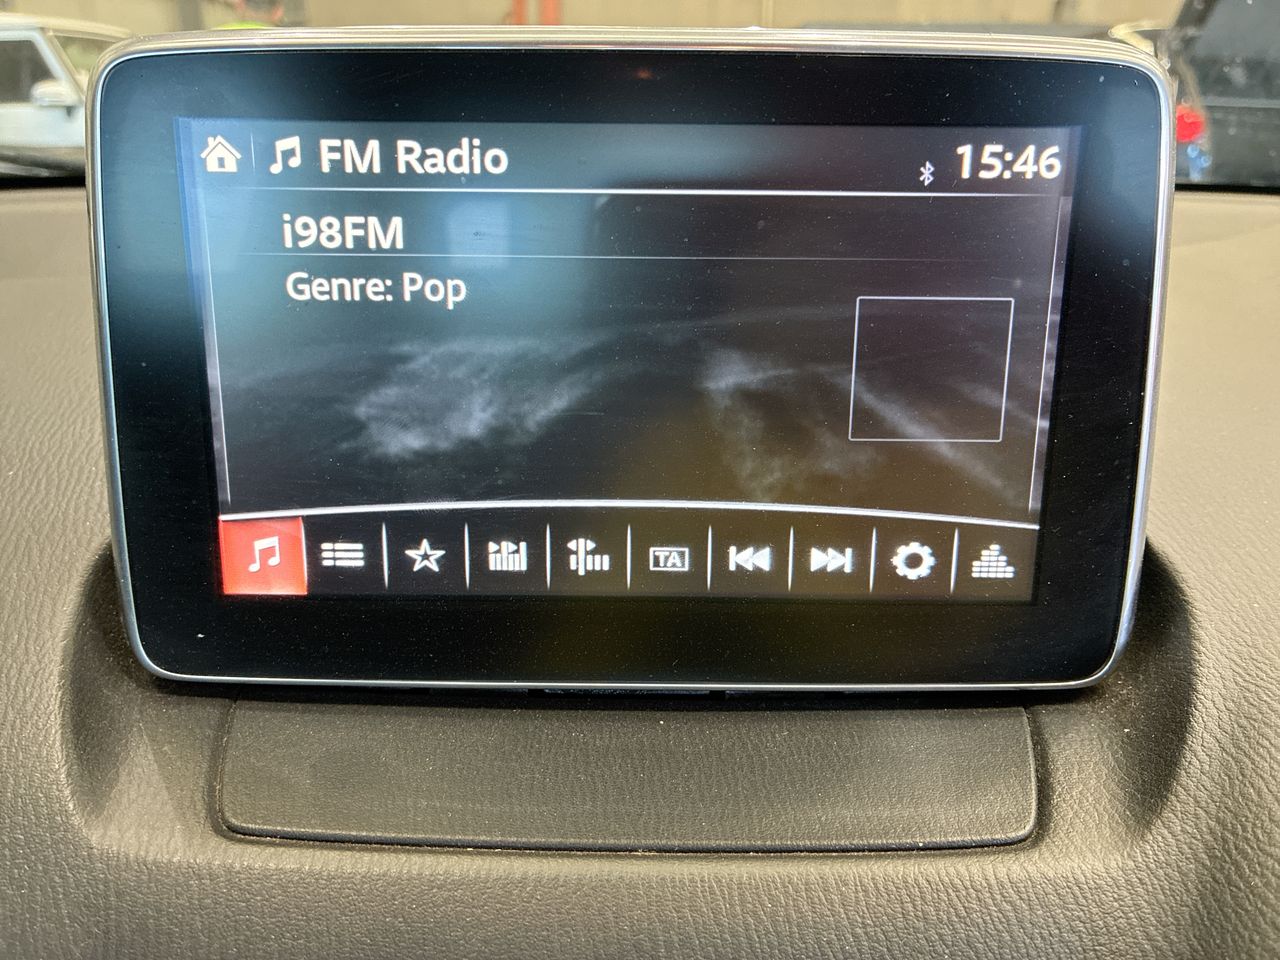 FM Radio 15:46
i98FM
Genre: Pop
TA